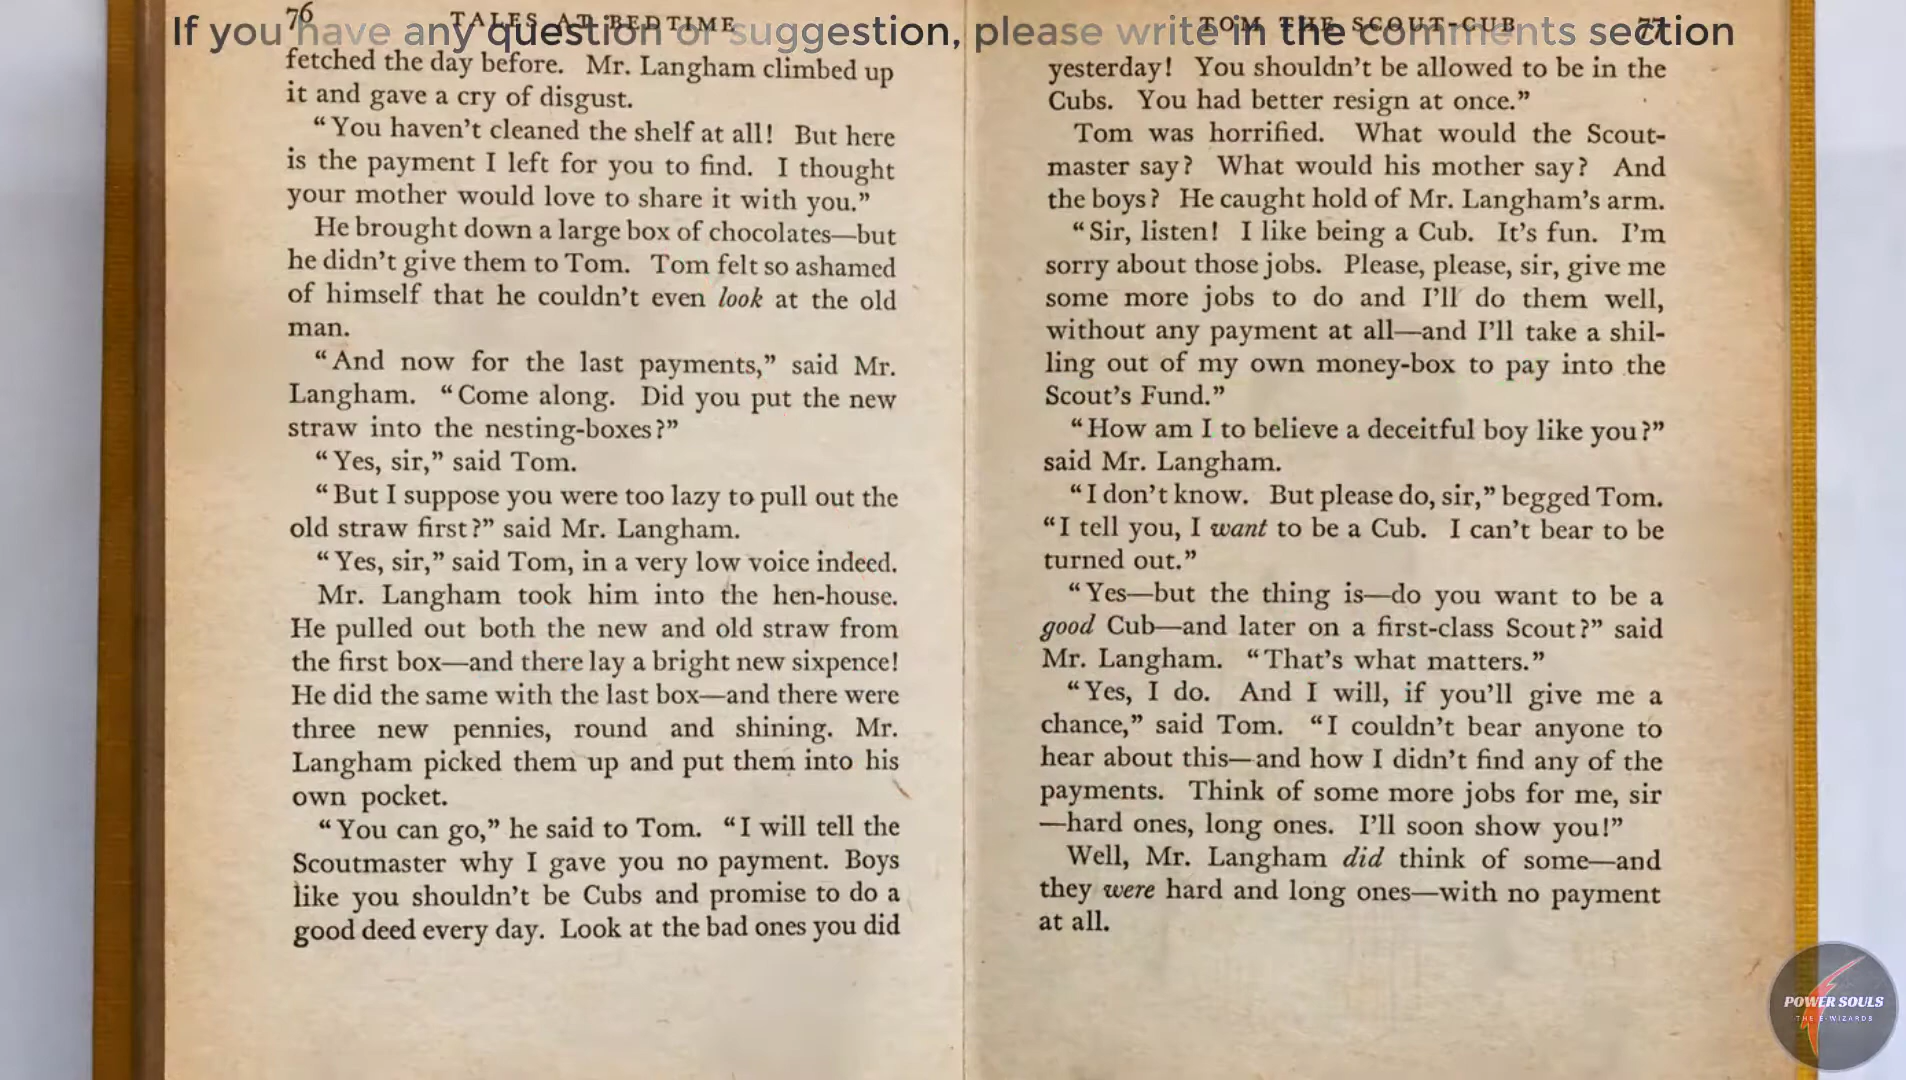 If you have any question or suggestion, please write in the comments section
76
TALES AT BEDTIME
fetched the day before. Mr. Langham climbed up
it and gave a cry of disgust.
“You haven’t cleaned the shelf at all! But here
is the payment I left for you to find. I thought
your mother would love to share it with you.”
He brought down a large box of chocolates—but
he didn’t give them to Tom. Tom felt so ashamed
of himself that he couldn’t even look at the old
man.
“And now for the last payments,” said Mr.
Langham. “Come along. Did you put the new
straw into the nesting-boxes?”
“Yes, sir,” said Tom.
“But I suppose you were too lazy to pull out the
old straw first?” said Mr. Langham.
“Yes, sir,” said Tom, in a very low voice indeed.
Mr. Langham took him into the hen-house.
He pulled out both the new and old straw from
the first box—and there lay a bright new sixpence!
He did the same with the last box—and there were
three new pennies, round and shining. Mr.
Langham picked them up and put them into his
own pocket.
“You can go,” he said to Tom. “I will tell the
Scoutmaster why I gave you no payment. Boys
like you shouldn’t be Cubs and promise to do a
good deed every day. Look at the bad ones you did
TOM THE SCOUT-CUB
77
yesterday! You shouldn’t be allowed to be in the
Cubs. You had better resign at once.”
Tom was horrified. What would the Scout-
master say? What would his mother say? And
the boys? He caught hold of Mr. Langham’s arm.
“Sir, listen! I like being a Cub. It’s fun. I’m
sorry about those jobs. Please, please, sir, give me
some more jobs to do and I’ll do them well,
without any payment at all—and I’ll take a shil-
ling out of my own money-box to pay into the
Scout’s Fund.”
“How am I to believe a deceitful boy like you?”
said Mr. Langham.
“I don’t know. But please do, sir,” begged Tom.
“I tell you, I want to be a Cub. I can’t bear to be
turned out.”
“Yes—but the thing is—do you want to be a
good Cub—and later on a first-class Scout?” said
Mr. Langham. “That’s what matters.”
“Yes, I do. And I will, if you’ll give me a
chance,” said Tom. “I couldn’t bear anyone to
hear about this—and how I didn’t find any of the
payments. Think of some more jobs for me, sir
—hard ones, long ones. I’ll soon show you!”
Well, Mr. Langham did think of some—and
they were hard and long ones—with no payment
at all.
POWER SOULS
THE E-WIZARDS